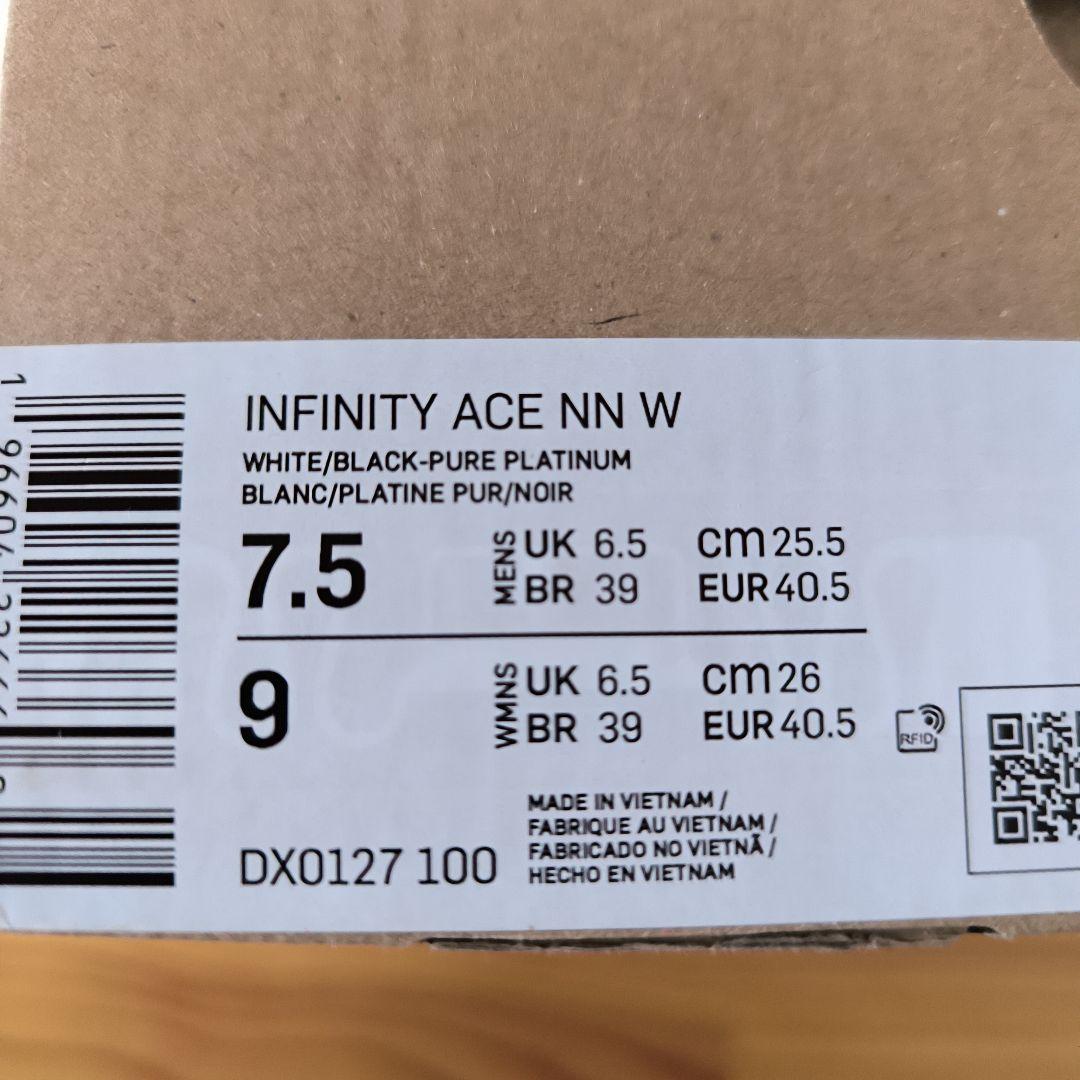 INFINITY ACE NN W
WHITE/BLACK-PURE PLATINUM
BLANC/PLATINE PUR/NOIR
7.5 MENS UK 6.5 cm 25.5
BR 39 EUR 40.5
9 WMNS UK 6.5 cm 26
BR 39 EUR 40.5
RFID
MADE IN VIETNAM /
FABRIQUE AU VIETNAM /
FABRICADO NO VIETNÃ /
HECHO EN VIETNAM
DX0127 100